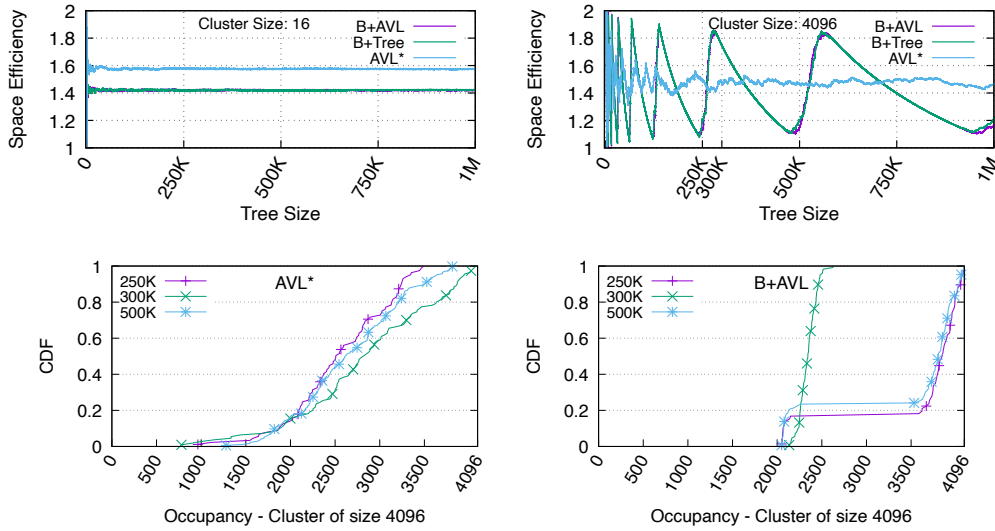 Cluster Size: 16
B+AVL
B+Tree
AVL*
Space Efficiency
2
1.8
1.6
1.4
1.2
1
0
250K
500K
750K
1M
Tree Size
Cluster Size: 4096
B+AVL
B+Tree
AVL*
Space Efficiency
2
1.8
1.6
1.4
1.2
1
0
250K
300K
500K
750K
1M
Tree Size
AVL*
250K
300K
500K
CDF
1
0.8
0.6
0.4
0.2
0
0
500
1000
1500
2000
2500
3000
3500
4096
Occupancy - Cluster of size 4096
B+AVL
250K
300K
500K
CDF
1
0.8
0.6
0.4
0.2
0
0
500
1000
1500
2000
2500
3000
3500
4096
Occupancy - Cluster of size 4096